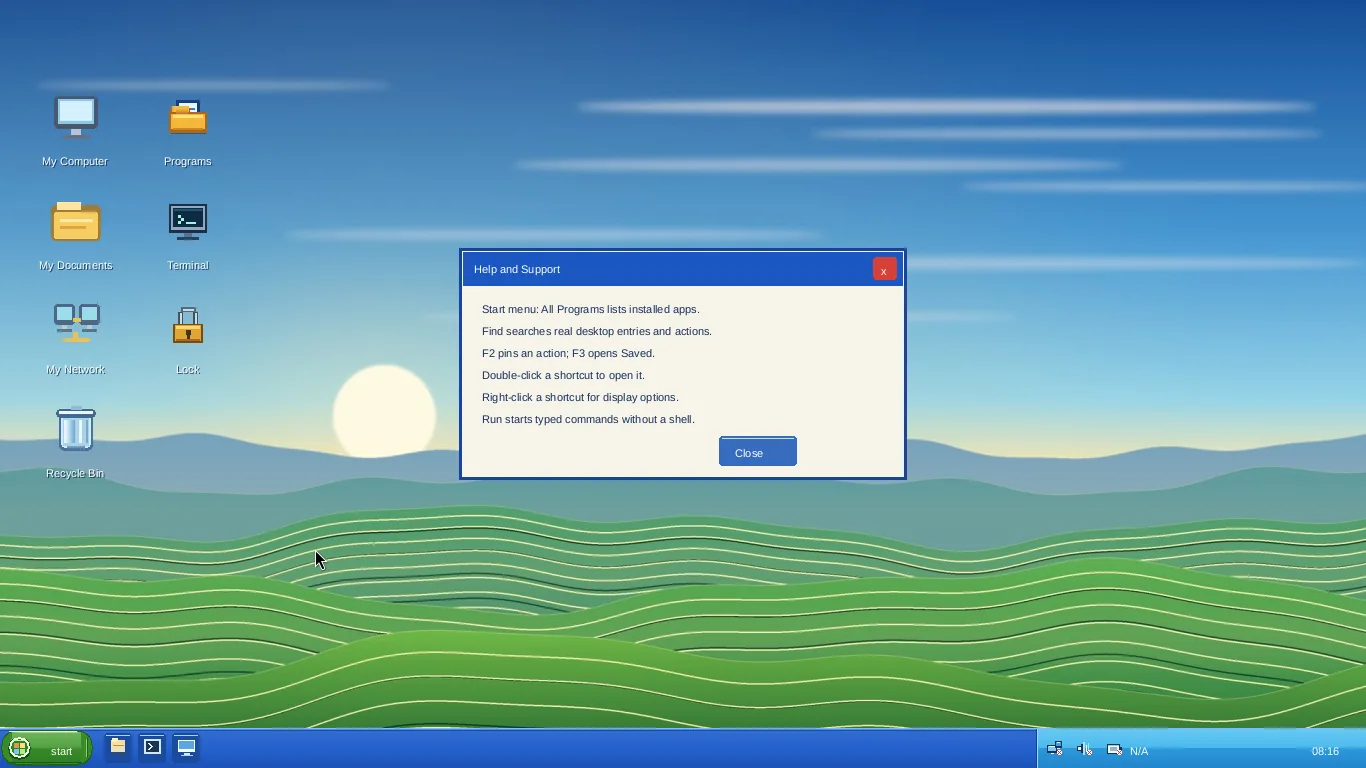 My Computer
Programs
My Documents
Terminal
My Network
Lock
Recycle Bin
Help and Support
x
Start menu: All Programs lists installed apps.
Find searches real desktop entries and actions.
F2 pins an action; F3 opens Saved.
Double-click a shortcut to open it.
Right-click a shortcut for display options.
Run starts typed commands without a shell.
Close
start
N/A
08:16